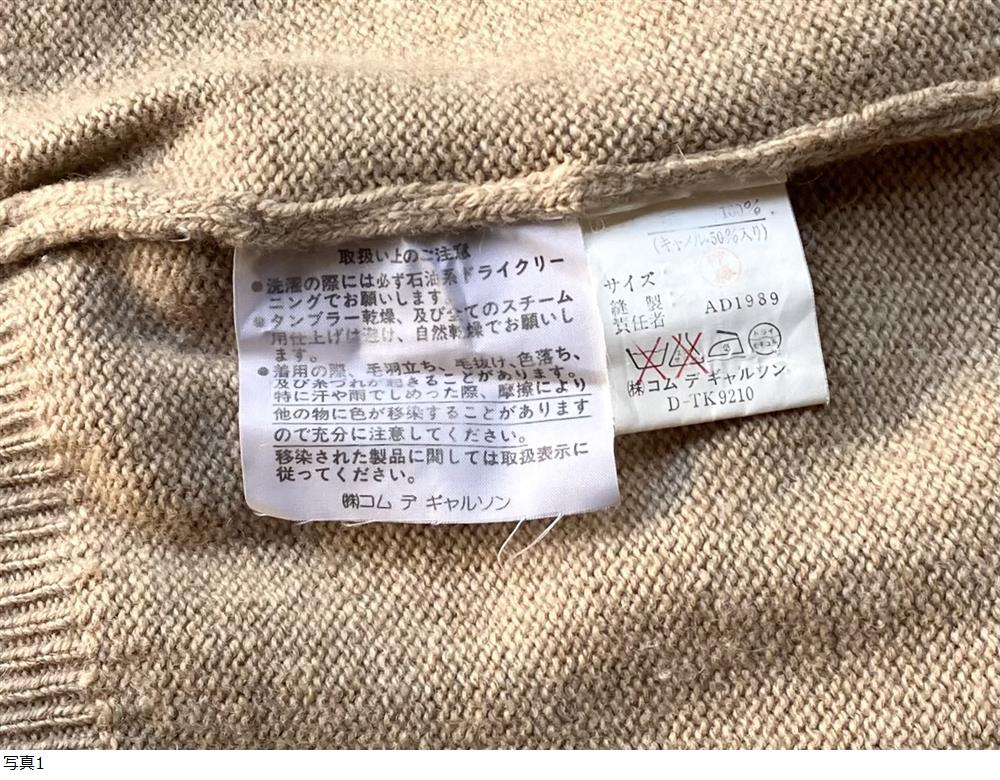 取扱い上のご注意
●洗濯の際には必ず石油系ドライクリー
ニングでお願いします。
●タンブラー乾燥、及び全てのスチーム
用仕上げは避け、自然乾燥でお願いし
ます。
●着用の際、毛羽立ち、毛抜け、色落ち、
及び糸づれが起きることがあります。
特に汗や雨でしめった際、摩擦により
他の物に色が移染することがあります
ので充分に注意してください。
移染された製品に関しては取扱表示に
従ってください。
㈱コム デ ギャルソン
100%
(キャメル50%入り)
サイズ
縫製
責任者 AD1989
ドライ
セキユ系
㈱コム デ ギャルソン
D-TK9210
写真1